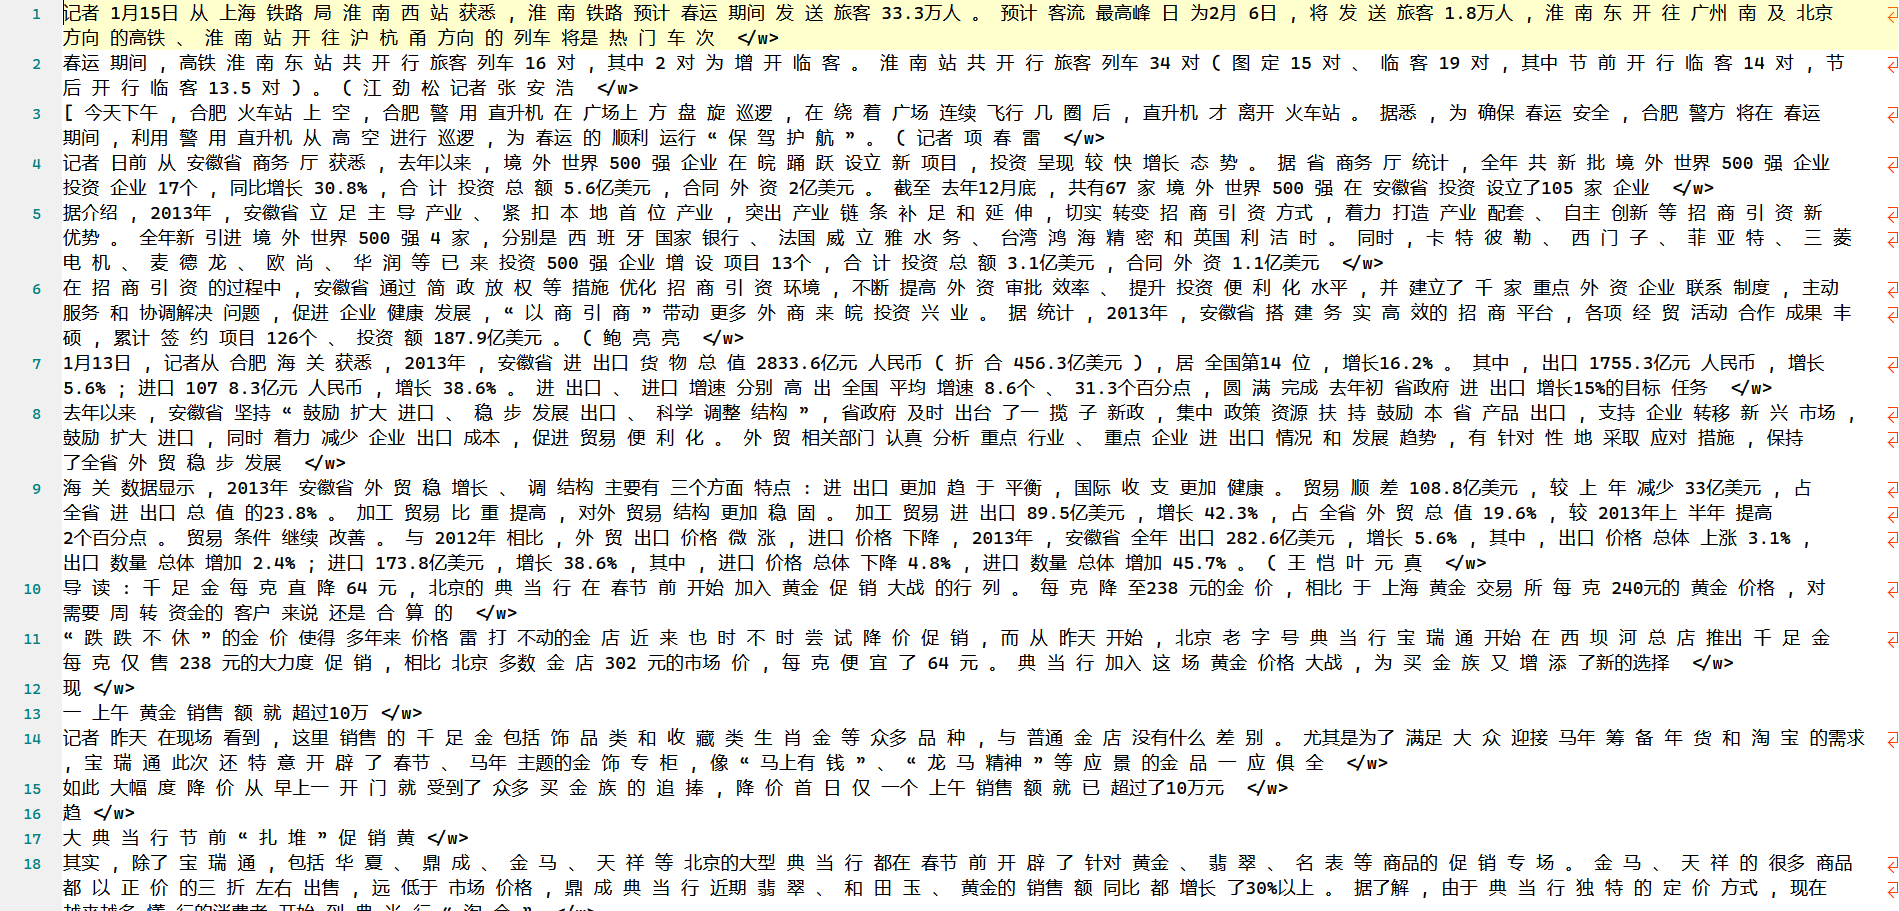 1 记者 1月15日 从 上海 铁路 局 淮 南 西 站 获悉 , 淮 南 铁路 预计 春运 期间 发 送 旅客 33.3万人 。 预计 客流 最高峰 日 为2月 6日 , 将 发 送 旅客 1.8万人 , 淮 南 东 开 往 广州 南 及 北京
方向 的高铁 、 淮 南 站 开 往 沪 杭 甬 方向 的 列车 将是 热 门 车 次 </w>
2 春运 期间 , 高铁 淮 南 东 站 共 开 行 旅客 列车 16 对 , 其中 2 对 为 增 开 临 客 。 淮 南 站 共 开 行 旅客 列车 34 对 ( 图 定 15 对 、 临 客 19 对 , 其中 节 前 开 行 临 客 14 对 , 节
后 开 行 临 客 13.5 对 ) 。 ( 江 劲 松 记者 张 安 浩 </w>
3 [ 今天下午 , 合肥 火车站 上 空 , 合肥 警 用 直升机 在 广场上 方 盘 旋 巡逻 , 在 绕 着 广场 连续 飞行 几 圈 后 , 直升机 才 离开 火车站 。 据悉 , 为 确保 春运 安全 , 合肥 警方 将在 春运
期间 , 利用 警 用 直升机 从 高 空 进行 巡逻 , 为 春运 的 顺利 运行 “ 保 驾 护 航 ” 。 ( 记者 项 春 雷 </w>
4 记者 日前 从 安徽省 商务 厅 获悉 , 去年以来 , 境 外 世界 500 强 企业 在 皖 踊 跃 设立 新 项目 , 投资 呈现 较 快 增长 态 势 。 据 省 商务 厅 统计 , 全年 共 新 批 境 外 世界 500 强 企业
投资 企业 17个 , 同比增长 30.8% , 合 计 投资 总 额 5.6亿美元 , 合同 外 资 2亿美元 。 截至 去年12月底 , 共有67 家 境 外 世界 500 强 在 安徽省 投资 设立了105 家 企业 </w>
5 据介绍 , 2013年 , 安徽省 立 足 主 导 产业 、 紧 扣 本 地 首 位 产业 , 突出 产业 链 条 补 足 和 延 伸 , 切实 转变 招 商 引 资 方式 , 着力 打造 产业 配套 、 自主 创新 等 招 商 引 资 新
优势 。 全年新 引进 境 外 世界 500 强 4 家 , 分别是 西 班 牙 国家 银行 、 法国 威 立 雅 水 务 、 台湾 鸿 海 精 密 和 英国 利 洁 时 。 同时 , 卡 特 彼 勒 、 西 门 子 、 菲 亚 特 、 三 菱
电 机 、 麦 德 龙 、 欧 尚 、 华 润 等 已 来 投资 500 强 企业 增 设 项目 13个 , 合 计 投资 总 额 3.1亿美元 , 合同 外 资 1.1亿美元 </w>
6 在 招 商 引 资 的过程中 , 安徽省 通过 简 政 放 权 等 措施 优化 招 商 引 资 环境 , 不断 提高 外 资 审批 效率 、 提升 投资 便 利 化 水平 , 并 建立了 千 家 重点 外 资 企业 联系 制度 , 主动
服务 和 协调解决 问题 , 促进 企业 健康 发展 , “ 以 商 引 商 ” 带动 更多 外 商 来 皖 投资 兴 业 。 据 统计 , 2013年 , 安徽省 搭 建 务 实 高 效的 招 商 平台 , 各项 经 贸 活动 合作 成果 丰
硕 , 累计 签 约 项目 126个 、 投资 额 187.9亿美元 。 ( 鲍 亮 亮 </w>
7 1月13日 , 记者从 合肥 海 关 获悉 , 2013年 , 安徽省 进 出口 货 物 总 值 2833.6亿元 人民币 ( 折 合 456.3亿美元 ) , 居 全国第14 位 , 增长16.2% 。 其中 , 出口 1755.3亿元 人民币 , 增长
5.6% ; 进口 107 8.3亿元 人民币 , 增长 38.6% 。 进 出口 、 进口 增速 分别 高 出 全国 平均 增速 8.6个 、 31.3个百分点 , 圆 满 完成 去年初 省政府 进 出口 增长15%的目标 任务 </w>
8 去年以来 , 安徽省 坚持 “ 鼓励 扩大 进口 、 稳 步 发展 出口 、 科学 调整 结构 ” , 省政府 及时 出台 了一 揽 子 新政 , 集中 政策 资源 扶 持 鼓励 本 省 产品 出口 , 支持 企业 转移 新 兴 市场 ,
鼓励 扩大 进口 , 同时 着力 减少 企业 出口 成本 , 促进 贸易 便 利 化 。 外 贸 相关部门 认真 分析 重点 行业 、 重点 企业 进 出口 情况 和 发展 趋势 , 有 针对 性 地 采取 应对 措施 , 保持
了全省 外 贸 稳 步 发展 </w>
9 海 关 数据显示 , 2013年 安徽省 外 贸 稳 增长 、 调 结构 主要有 三个方面 特点 : 进 出口 更加 趋 于 平衡 , 国际 收 支 更加 健康 。 贸易 顺 差 108.8亿美元 , 较 上 年 减少 33亿美元 , 占
全省 进 出口 总 值 的23.8% 。 加工 贸易 比 重 提高 , 对外 贸易 结构 更加 稳 固 。 加工 贸易 进 出口 89.5亿美元 , 增长 42.3% , 占 全省 外 贸 总 值 19.6% , 较 2013年上 半年 提高
2个百分点 。 贸易 条件 继续 改善 。 与 2012年 相比 , 外 贸 出口 价格 微 涨 , 进口 价格 下降 , 2013年 , 安徽省 全年 出口 282.6亿美元 , 增长 5.6% , 其中 , 出口 价格 总体 上涨 3.1% ,
出口 数量 总体 增加 2.4% ; 进口 173.8亿美元 , 增长 38.6% , 其中 , 进口 价格 总体 下降 4.8% , 进口 数量 总体 增加 45.7% 。 ( 王 恺 叶 元 真 </w>
10 导 读 : 千 足 金 每 克 直 降 64 元 , 北京的 典 当 行 在 春节 前 开始 加入 黄金 促 销 大战 的行 列 。 每 克 降 至238 元的金 价 , 相比 于 上海 黄金 交易 所 每 克 240元的 黄金 价格 , 对
需要 周 转 资金的 客户 来说 还是 合 算 的 </w>
11 “ 跌 跌 不 休 ” 的金 价 使得 多年来 价格 雷 打 不动的金 店 近 来 也 时 不 时 尝 试 降 价 促 销 , 而 从 昨天 开始 , 北京 老 字 号 典 当 行 宝 瑞 通 开始 在 西 坝 河 总 店 推出 千 足 金
每 克 仅 售 238 元的大力度 促 销 , 相比 北京 多数 金 店 302 元的市场 价 , 每 克 便 宜 了 64 元 。 典 当 行 加入 这 场 黄金 价格 大战 , 为 买 金 族 又 增 添 了新的选择 </w>
12 现 </w>
13 一 上午 黄金 销售 额 就 超过10万 </w>
14 记者 昨天 在现场 看到 , 这里 销售 的 千 足 金 包括 饰 品 类 和 收 藏 类 生 肖 金 等 众多 品 种 , 与 普通 金 店 没有什么 差 别 。 尤其是为了 满足 大 众 迎接 马年 筹 备 年 货 和 淘 宝 的需求
, 宝 瑞 通 此次 还 特 意 开 辟 了 春节 、 马年 主题的金 饰 专 柜 , 像 “ 马上有 钱 ” 、 “ 龙 马 精神 ” 等 应 景 的金 品 一 应 俱 全 </w>
15 如此 大幅 度 降 价 从 早上一 开 门 就 受到了 众多 买 金 族 的 追 捧 , 降 价 首 日 仅 一个 上午 销售 额 就 已 超过了10万元 </w>
16 趋 </w>
17 大 典 当 行 节 前 “ 扎 堆 ” 促 销 黄 </w>
18 其实 , 除了 宝 瑞 通 , 包括 华 夏 、 鼎 成 、 金 马 、 天 祥 等 北京的大型 典 当 行 都在 春节 前 开 辟 了 针对 黄金 、 翡 翠 、 名 表 等 商品的 促 销 专 场 。 金 马 、 天 祥 的 很多 商品
都 以 正 价 的三 折 左右 出售 , 远 低于 市场 价格 , 鼎 成 典 当 行 近期 翡 翠 、 和 田 玉 、 黄金的 销售 额 同比 都 增长 了30%以上 。 据了解 , 由于 典 当 行 独 特 的 定 价 方式 , 现在
越来越多 懂 行的消费者 开始 到 典 当 行 “ 淘 金 ” </w>